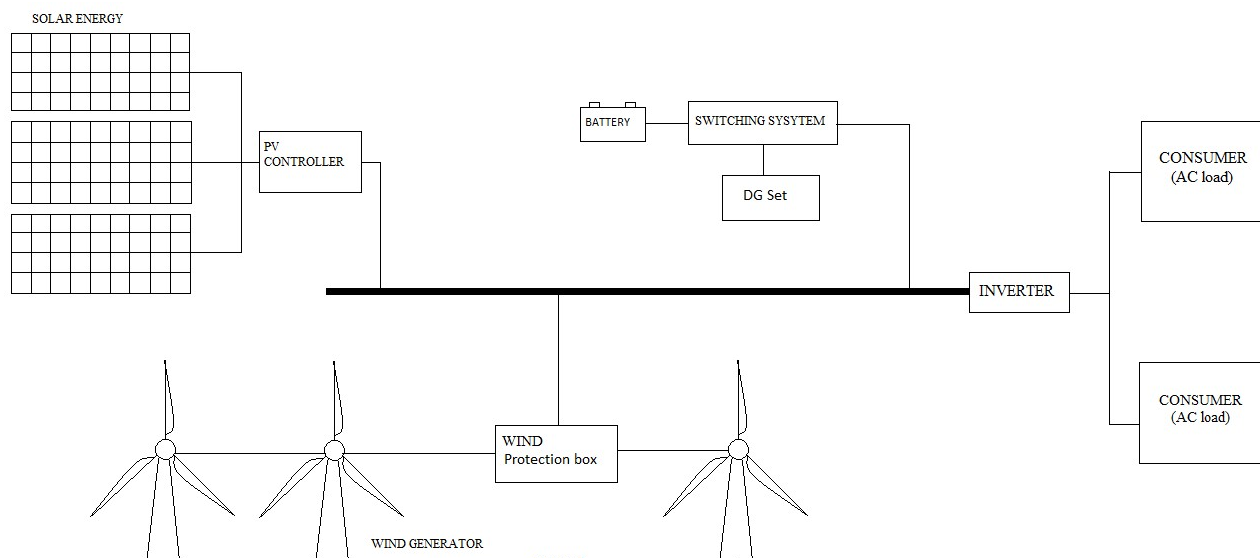 SOLAR ENERGY
PV
CONTROLLER
BATTERY
SWITCHING SYSYTEM
DG Set
CONSUMER
(AC load)
INVERTER
WIND
Protection box
CONSUMER
(AC load)
WIND GENERATOR